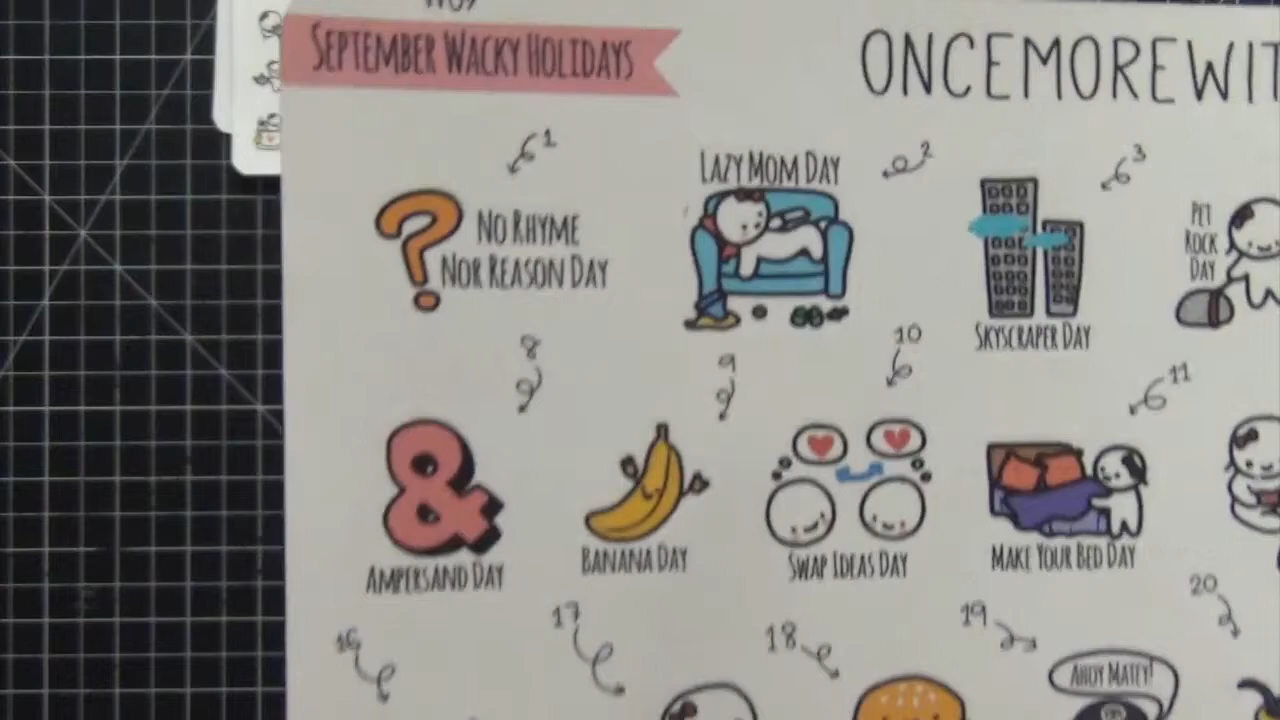 SEPTEMBER WACKY HOLIDAYS
ONCEMOREWIT
1
2
3
LAZY MOM DAY
NO RHYME
NOR REASON DAY
PET
ROCK
DAY
SKYSCRAPER DAY
8
9
10
11
AMPERSAND DAY
&
BANANA DAY
SWAP IDEAS DAY
MAKE YOUR BED DAY
16
17
18
19
20
AHOY MATEY!